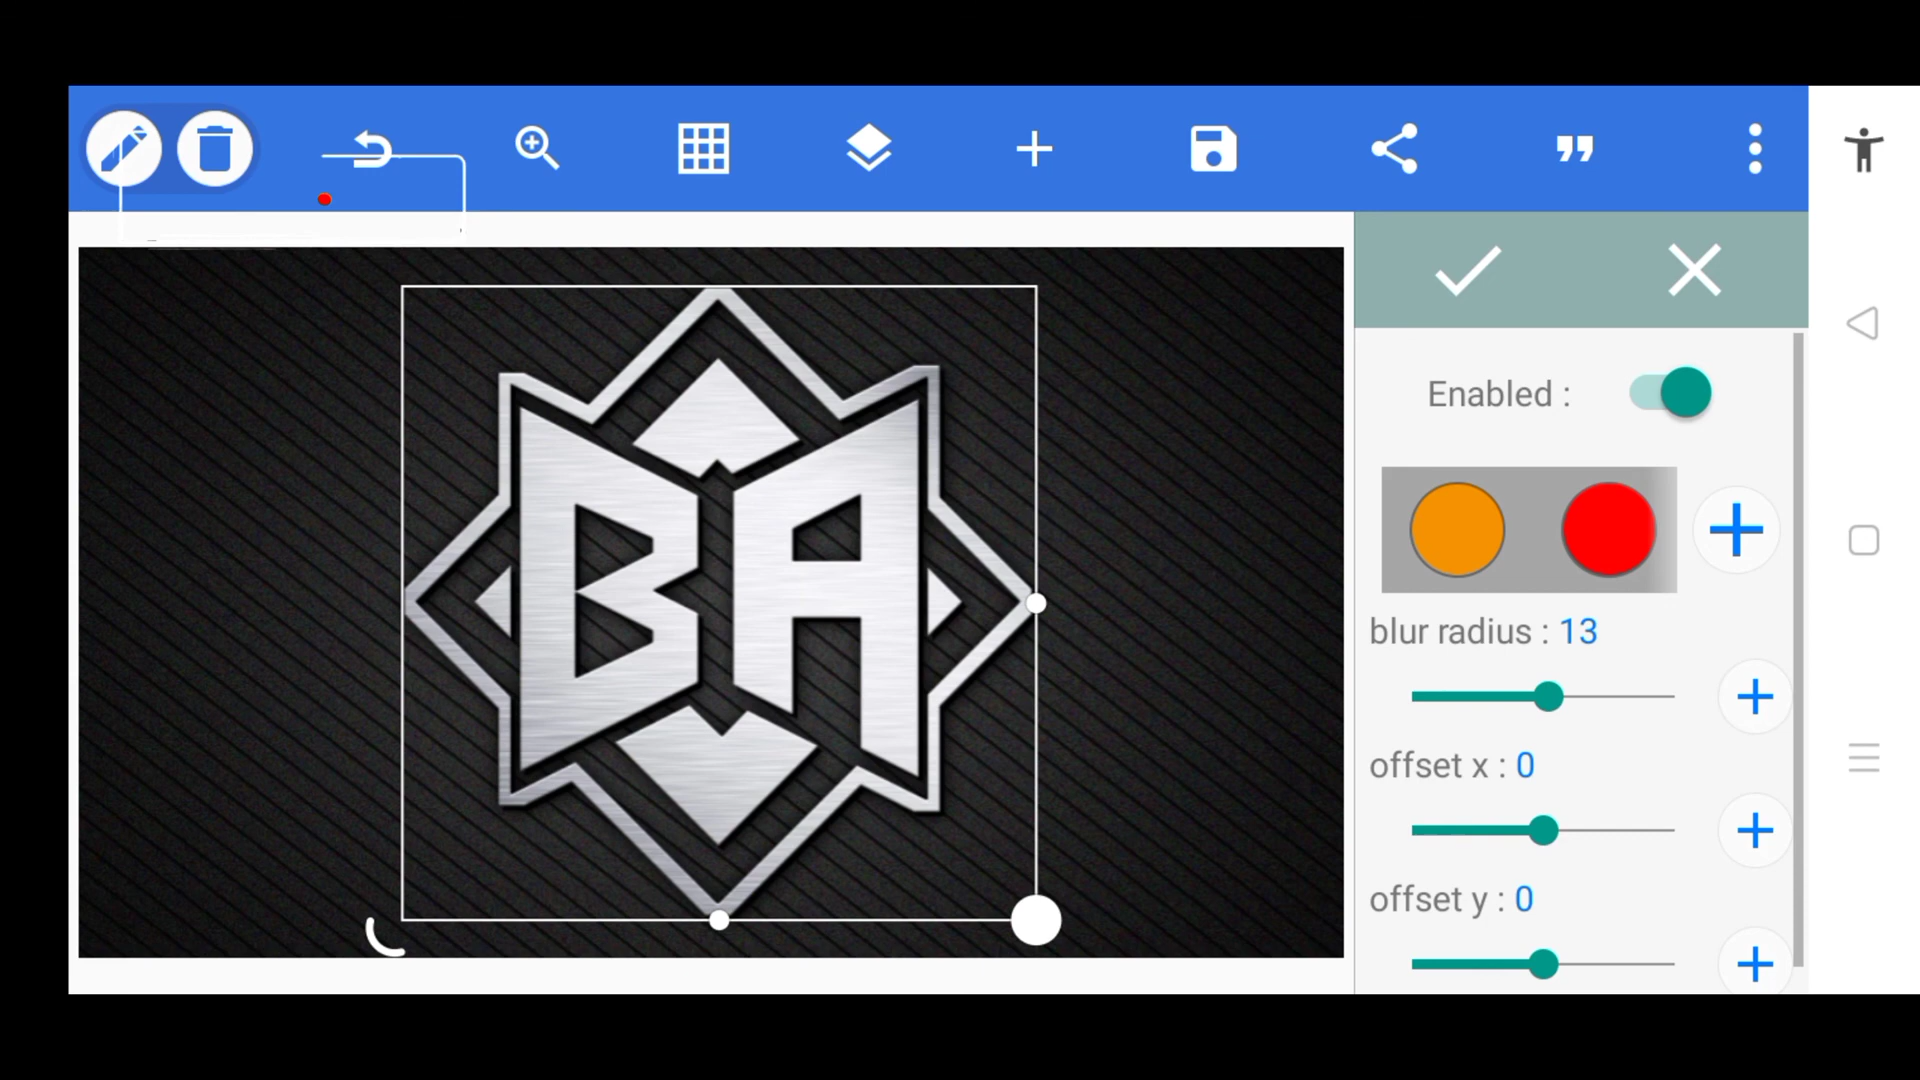 BA
Enabled :
blur radius : 13
offset x : 0
offset y : 0